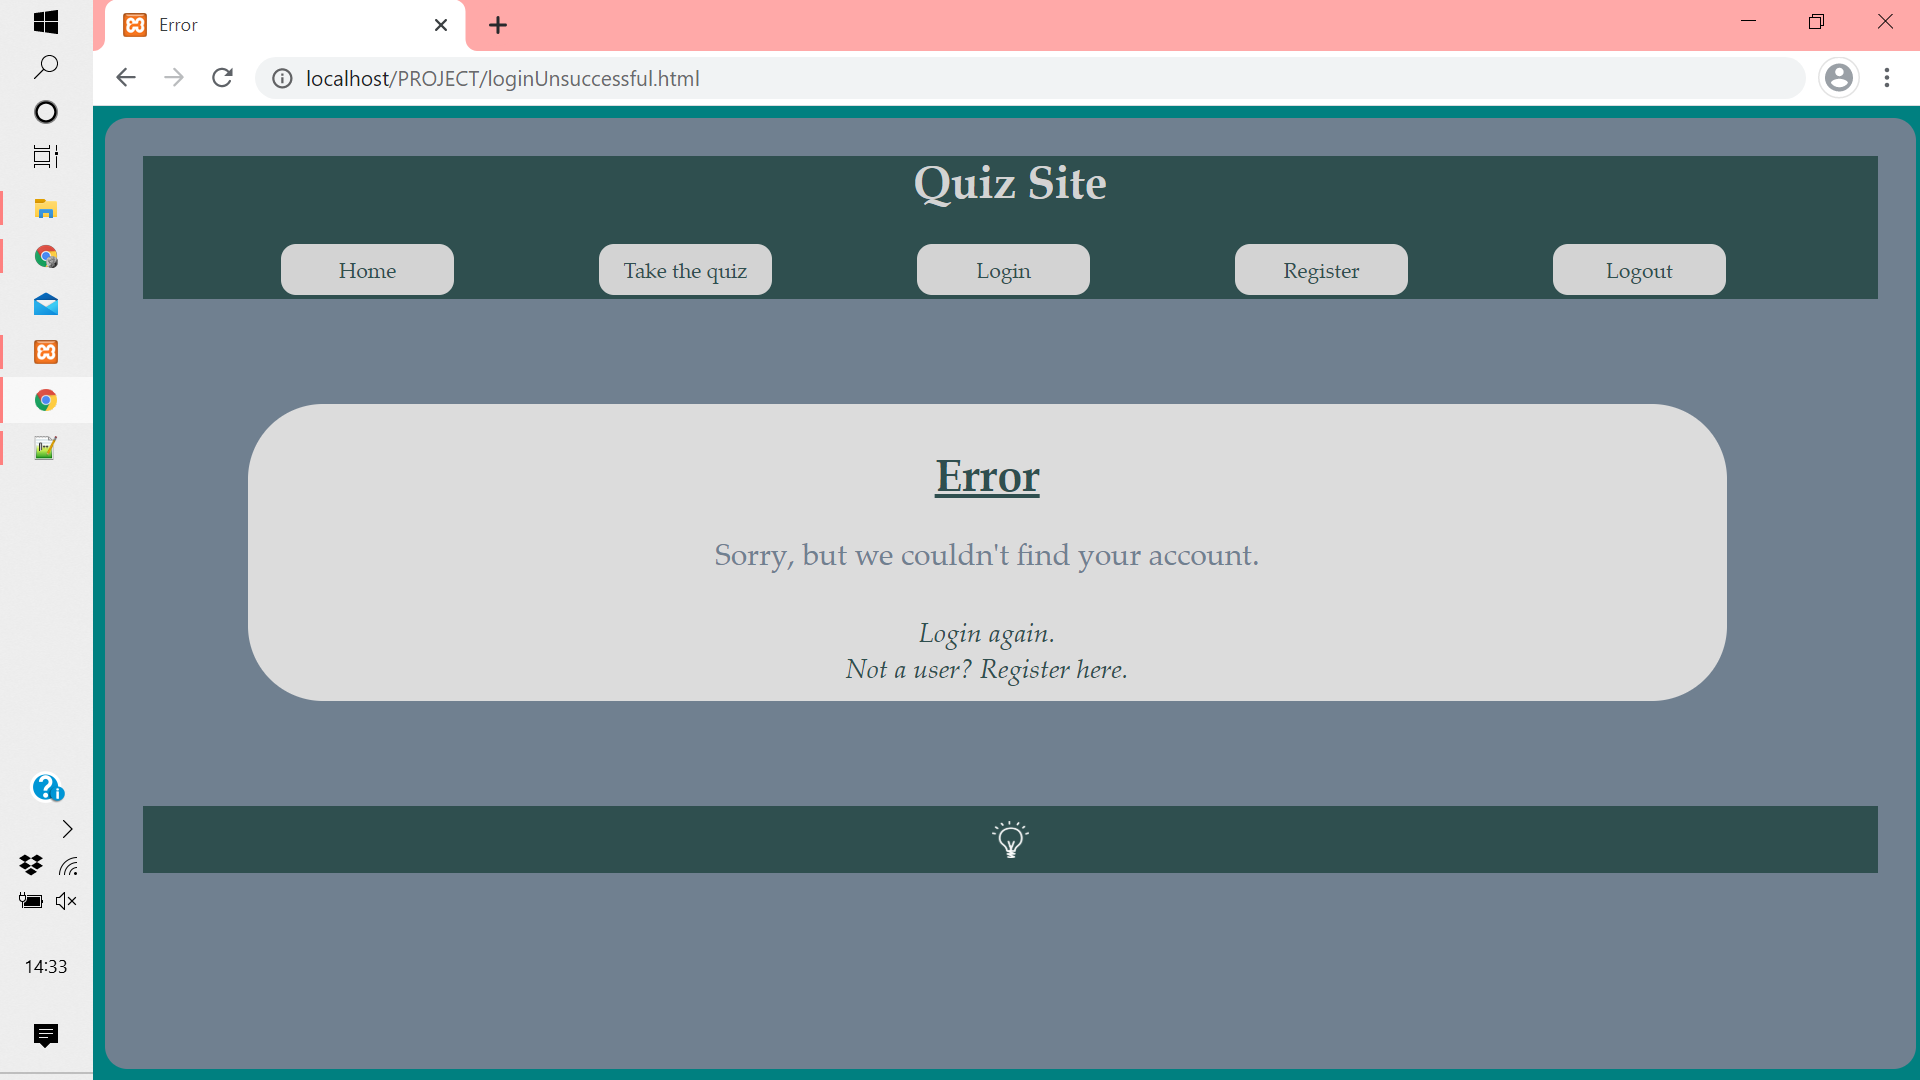 Error
localhost/PROJECT/loginUnsuccessful.html
Quiz Site
Home
Take the quiz
Login
Register
Logout
Error
Sorry, but we couldn't find your account.
Login again.
Not a user? Register here.
14:33